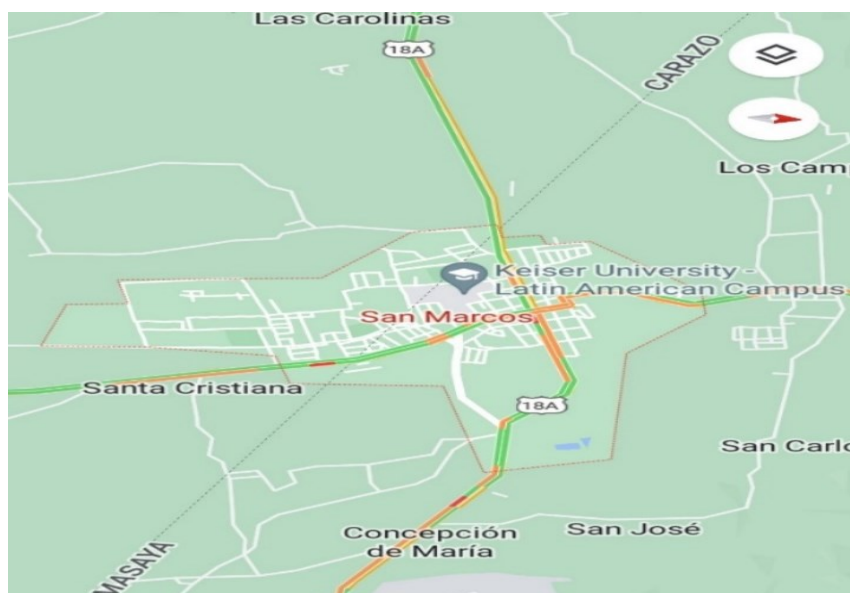 Las Carolinas
18A
CARAZO
Los Cam
Keiser University -
Latin American Campus
San Marcos
Santa Cristiana
18A
San Carlo
Concepción
de María
San José
MASAYA